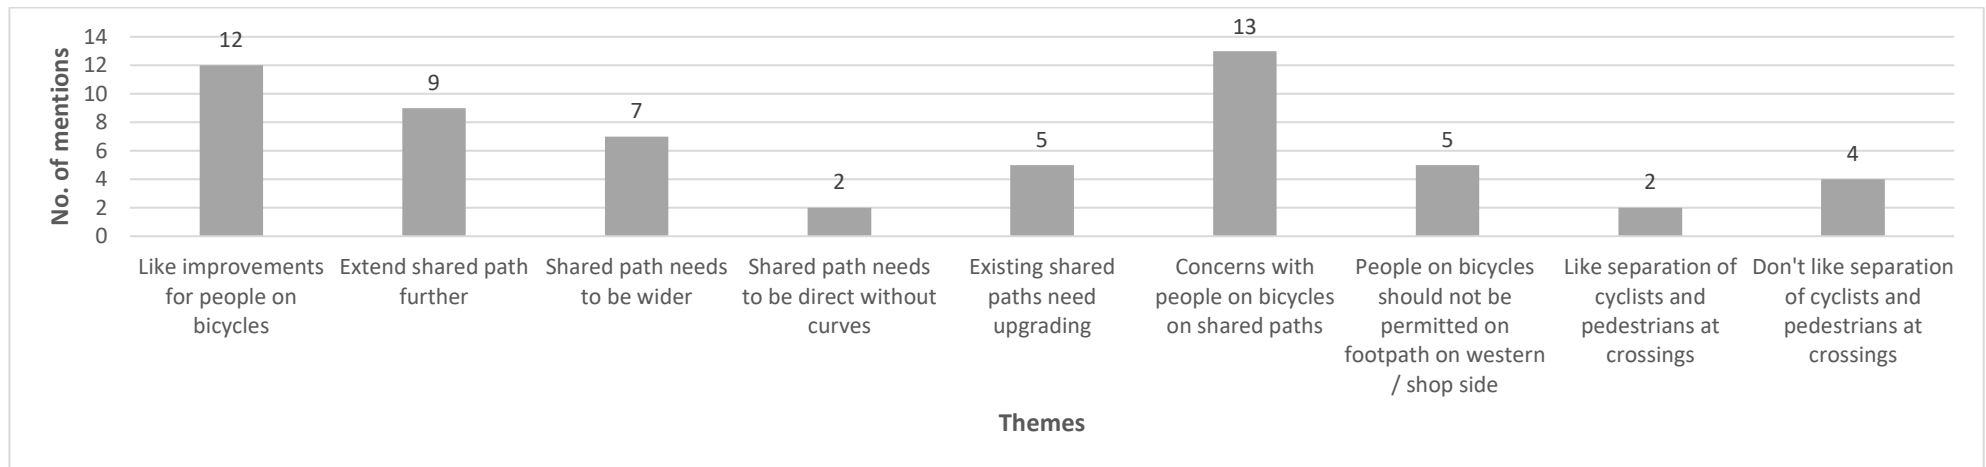 No. of mentions
14
12
10
8
6
4
2
0
12
9
7
2
5
13
5
2
4
Like improvements
for people on
bicycles
Extend shared path
further
Shared path needs
to be wider
Shared path needs
to be direct without
curves
Existing shared
paths need
upgrading
Concerns with
people on bicycles
on shared paths
People on bicycles
should not be
permitted on
footpath on western
/ shop side
Like separation of
cyclists and
pedestrians at
crossings
Don't like separation
of cyclists and
pedestrians at
crossings
Themes